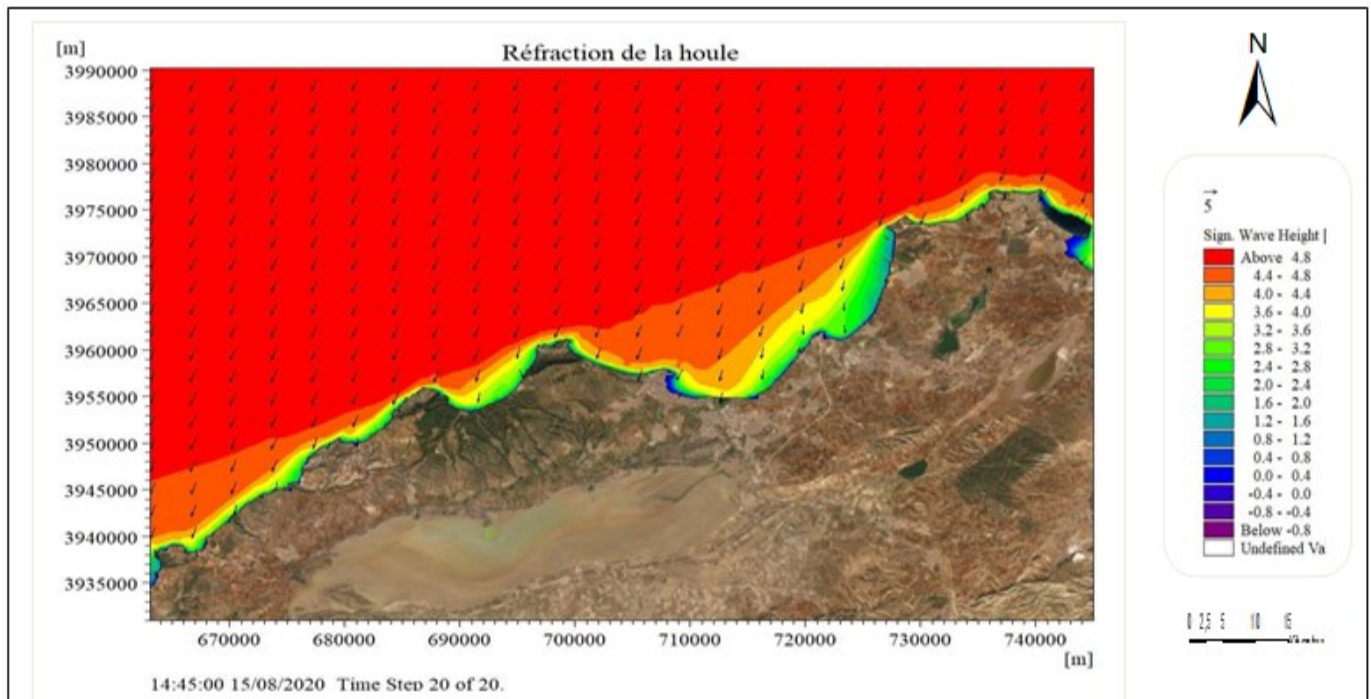 N
[m]
Réfraction de la houle
3990000
3985000
3980000
3975000
3970000
3965000
3960000
3955000
3950000
3945000
3940000
3935000
670000 680000 690000 700000 710000 720000 730000 740000
[m]
14:45:00 15/08/2020 Time Step 20 of 20.
5
Sign. Wave Height [
Above 4.8
4.4 - 4.8
4.0 - 4.4
3.6 - 4.0
3.2 - 3.6
2.8 - 3.2
2.4 - 2.8
2.0 - 2.4
1.6 - 2.0
1.2 - 1.6
0.8 - 1.2
0.4 - 0.8
0.0 - 0.4
-0.4 - 0.0
-0.8 - -0.4
Below -0.8
Undefined Va
0 2,5 5 10 15